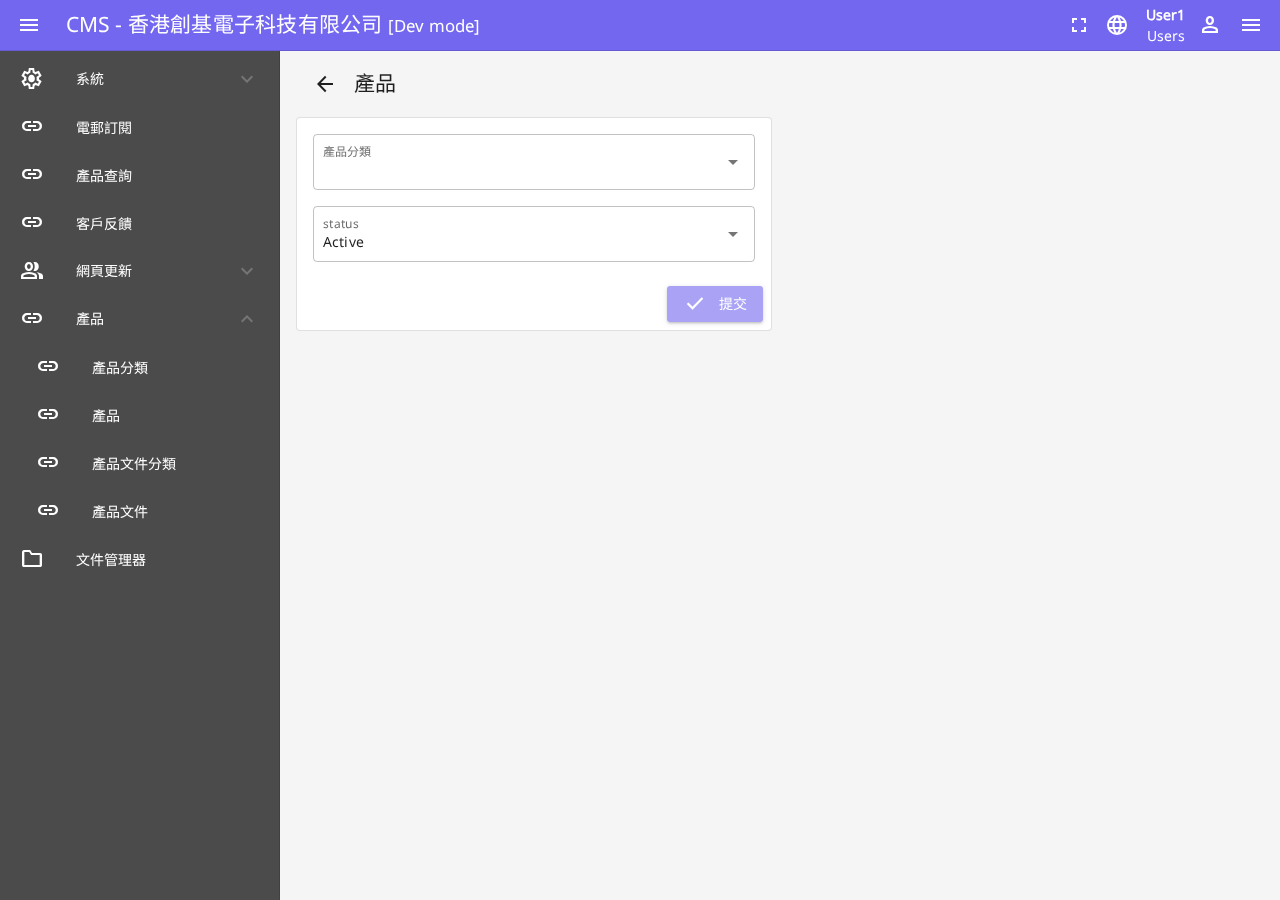 CMS - 香港創基電子科技有限公司 [Dev mode]
User1
Users
系統
電郵訂閱
產品查詢
客戶反饋
網頁更新
產品
產品分類
產品
產品文件分類
產品文件
文件管理器
產品
產品分類
status
Active
提交